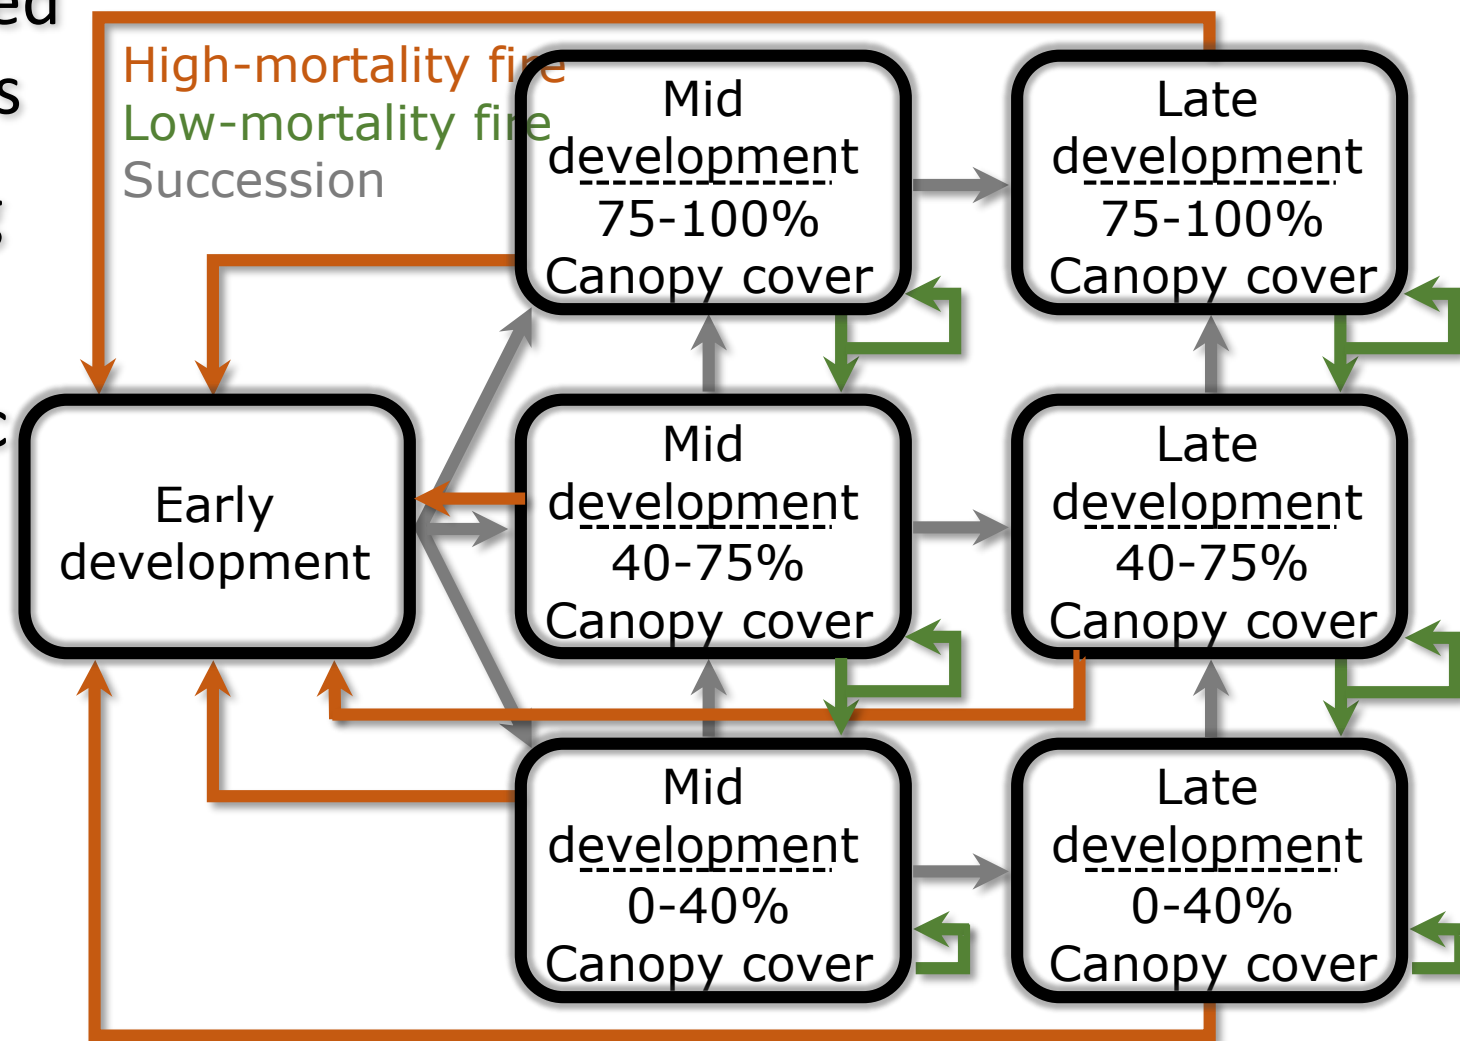 High-mortality fire
Low-mortality fire
Succession
Mid
development
75-100%
Canopy cover
Late
development
75-100%
Canopy cover
Early
development
Mid
development
40-75%
Canopy cover
Late
development
40-75%
Canopy cover
Mid
development
0-40%
Canopy cover
Late
development
0-40%
Canopy cover